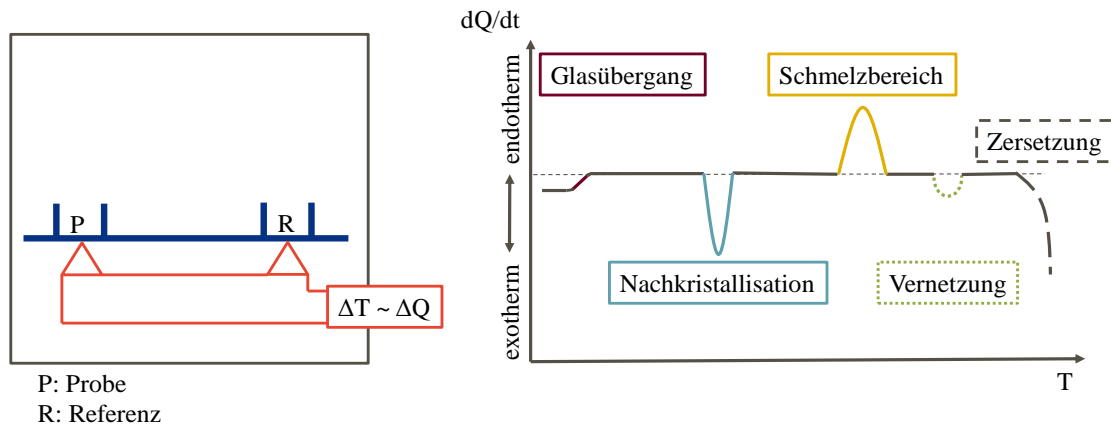 P
R
ΔT ~ ΔQ
P: Probe
R: Referenz
dQ/dt
endotherm
exotherm
Glasübergang
Schmelzbereich
Zersetzung
Nachkristallisation
Vernetzung
T